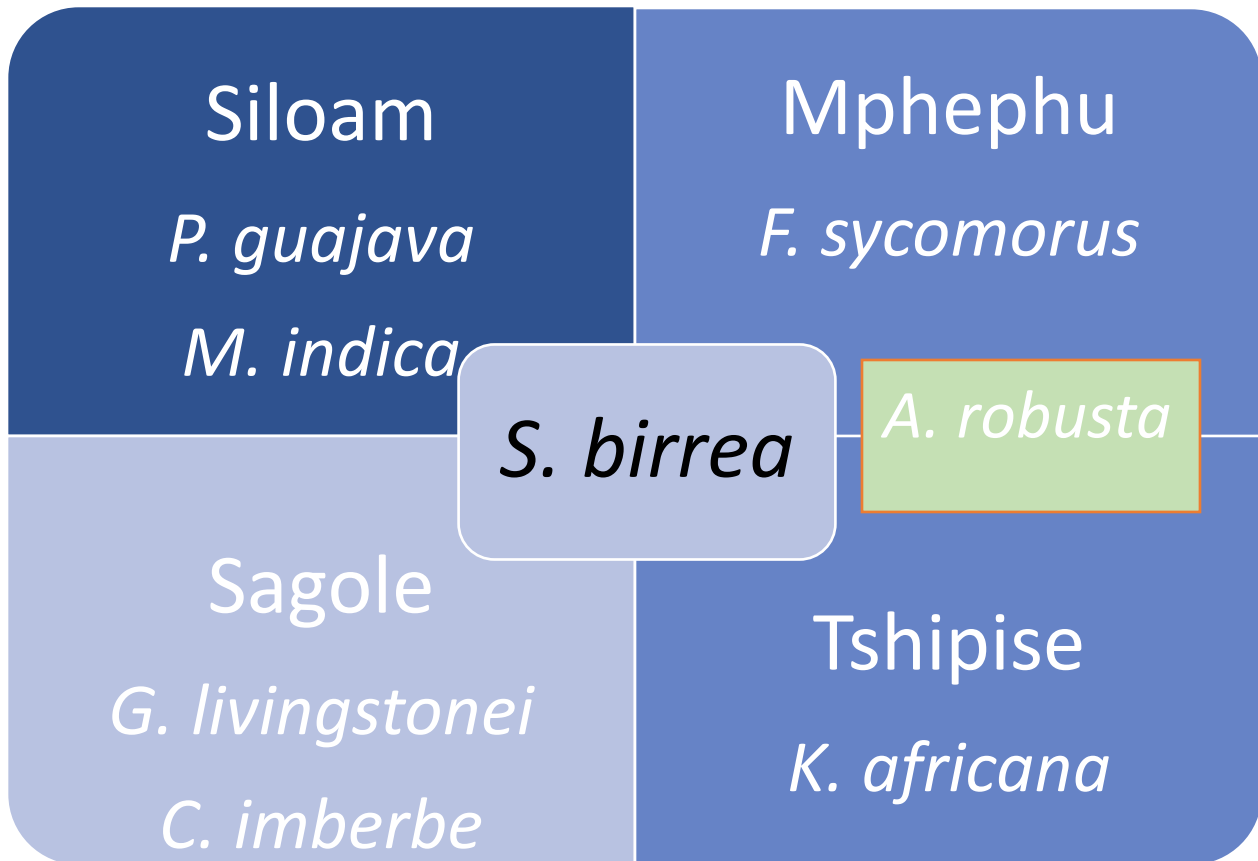 Siloam
P. guajava
M. indica
Mphephu
F. sycomorus
S. birrea
A. robusta
Sagole
G. livingstonei
C. imberbe
Tshipise
K. africana